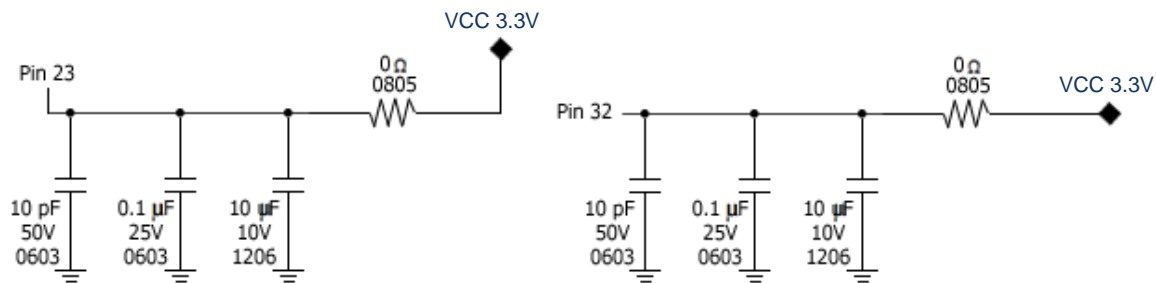 VCC 3.3V
Pin 23
0Ω
0805
10 pF
50V
0603
0.1 µF
25V
0603
10 µF
10V
1206
VCC 3.3V
Pin 32
0Ω
0805
10 pF
50V
0603
0.1 µF
25V
0603
10 µF
10V
1206